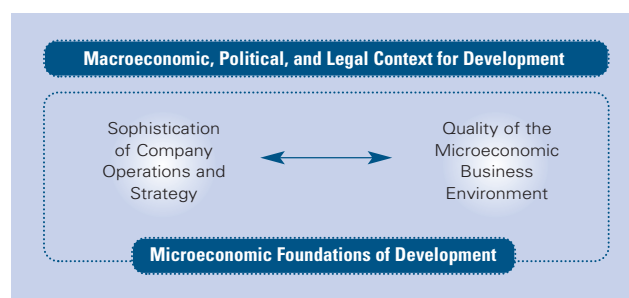 Macroeconomic, Political, and Legal Context for Development
Sophistication
of Company
Operations and
Strategy
Quality of the
Microeconomic
Business
Environment
Microeconomic Foundations of Development